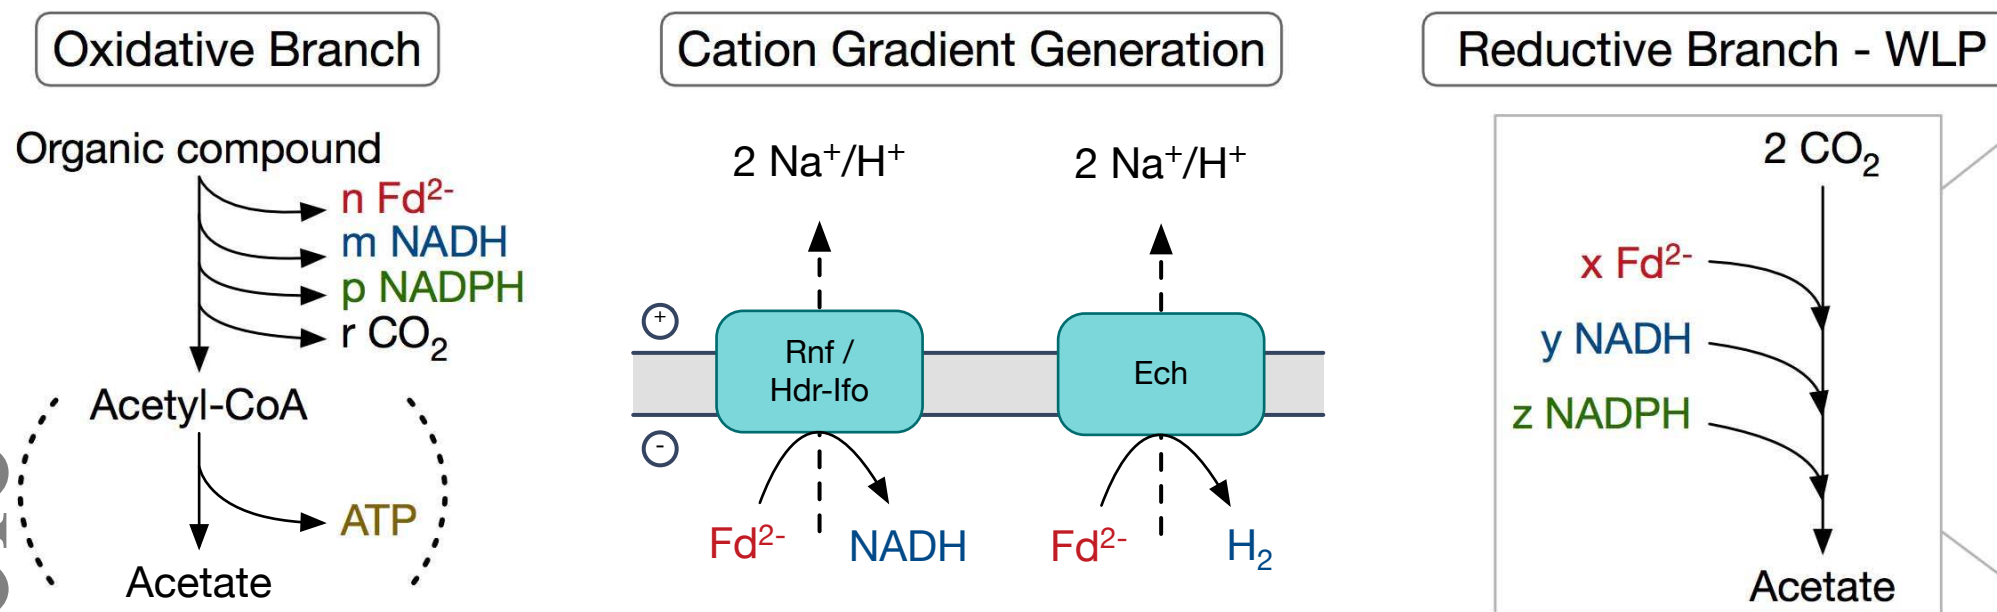 Oxidative Branch
Organic compound
n Fd²⁻
m NADH
p NADPH
r CO₂
Acetyl-CoA
ATP
Acetate
Cation Gradient Generation
2 Na⁺/H⁺
2 Na⁺/H⁺
+
-
Rnf /
Hdr-Ifo
Ech
Fd²⁻
NADH
Fd²⁻
H₂
Reductive Branch - WLP
2 CO₂
x Fd²⁻
y NADH
z NADPH
Acetate